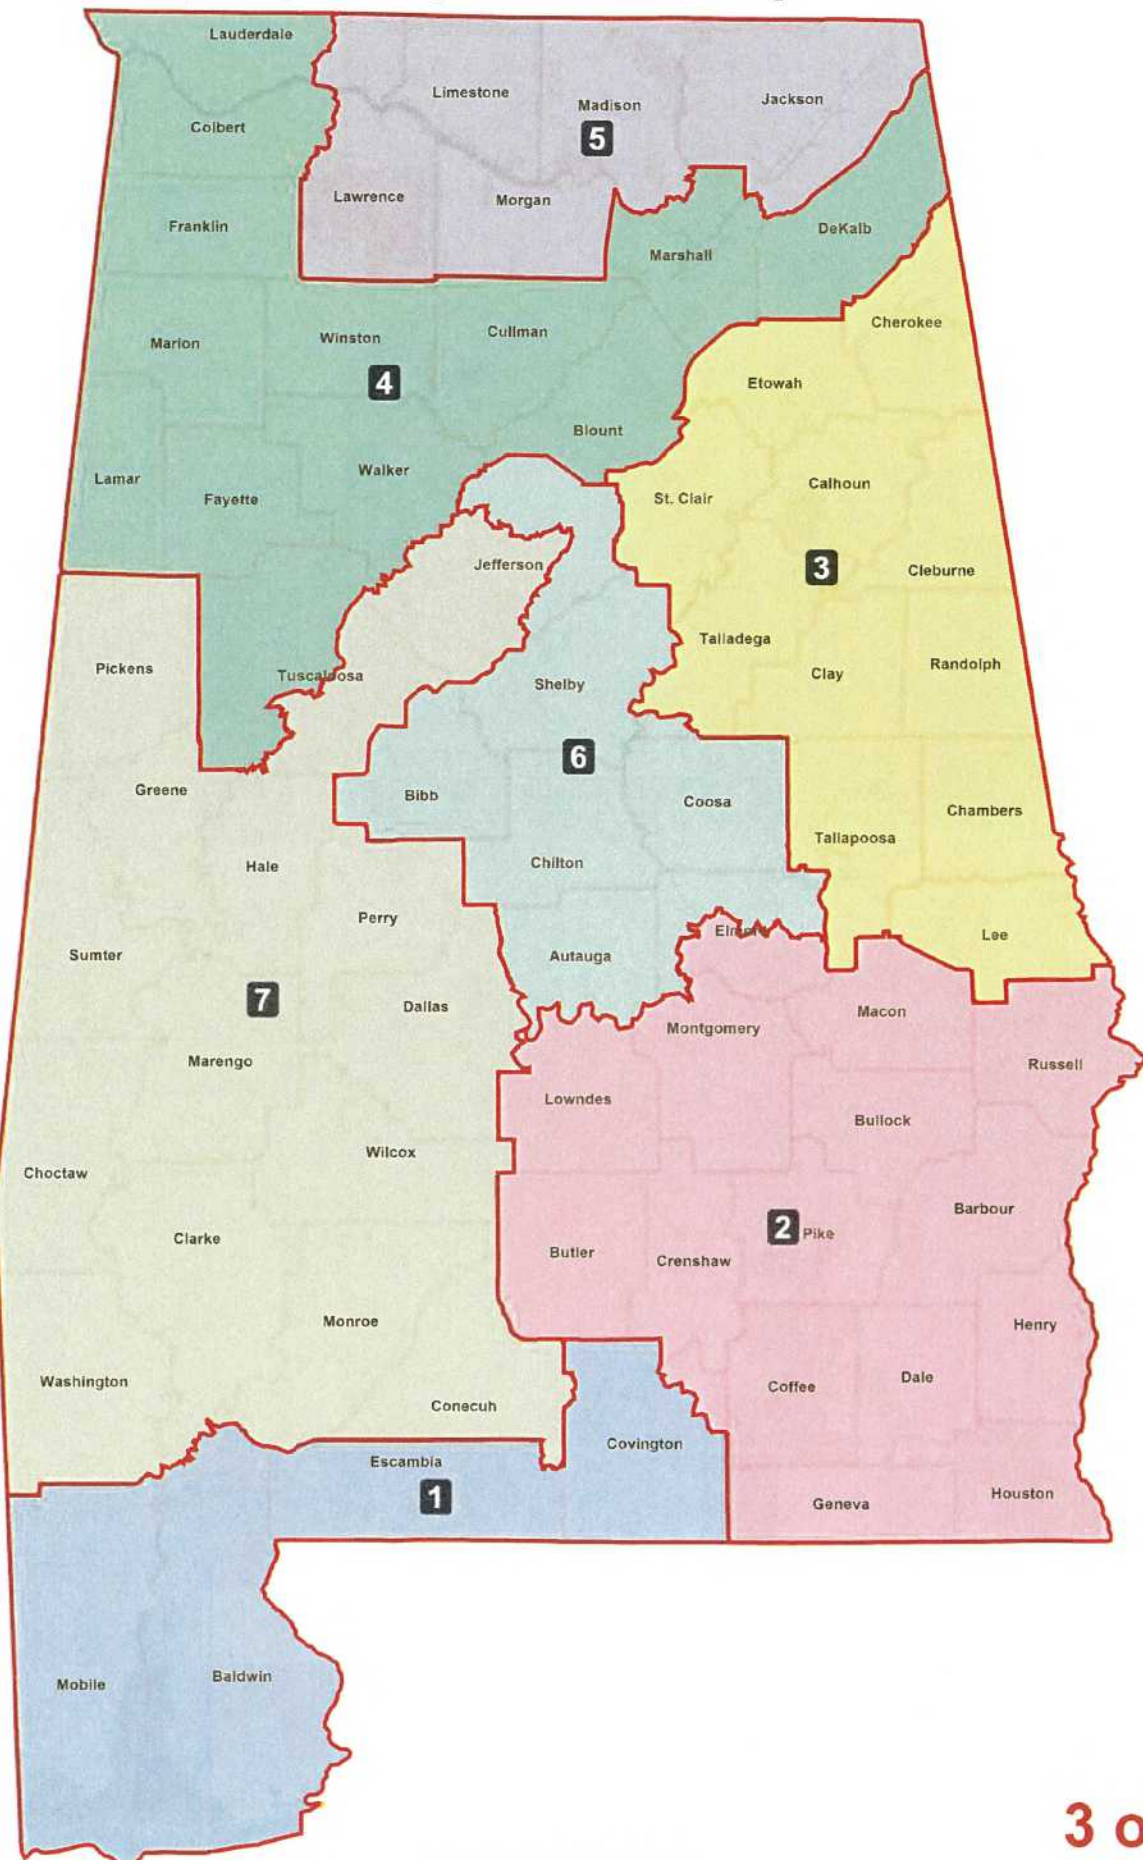 Lauderdale
Limestone
Madison
Jackson
5
Colbert
Lawrence
Morgan
Franklin
DeKalb
Marshall
Cherokee
Marion
Winston
Cullman
4
Etowah
Blount
Lamar
Fayette
Walker
St. Clair
Calhoun
Jefferson
3
Cleburne
Pickens
Tuscaloosa
Talladega
Clay
Randolph
Shelby
6
Greene
Bibb
Coosa
Chambers
Tallapoosa
Hale
Chilton
Perry
Elmore
Lee
Sumter
Autauga
7
Dallas
Macon
Montgomery
Marengo
Russell
Lowndes
Bullock
Choctaw
Wilcox
Barbour
Clarke
2
Pike
Butler
Crenshaw
Monroe
Henry
Washington
Coffee
Dale
Conecuh
Covington
Escambia
1
Geneva
Houston
Mobile
Baldwin
3 o